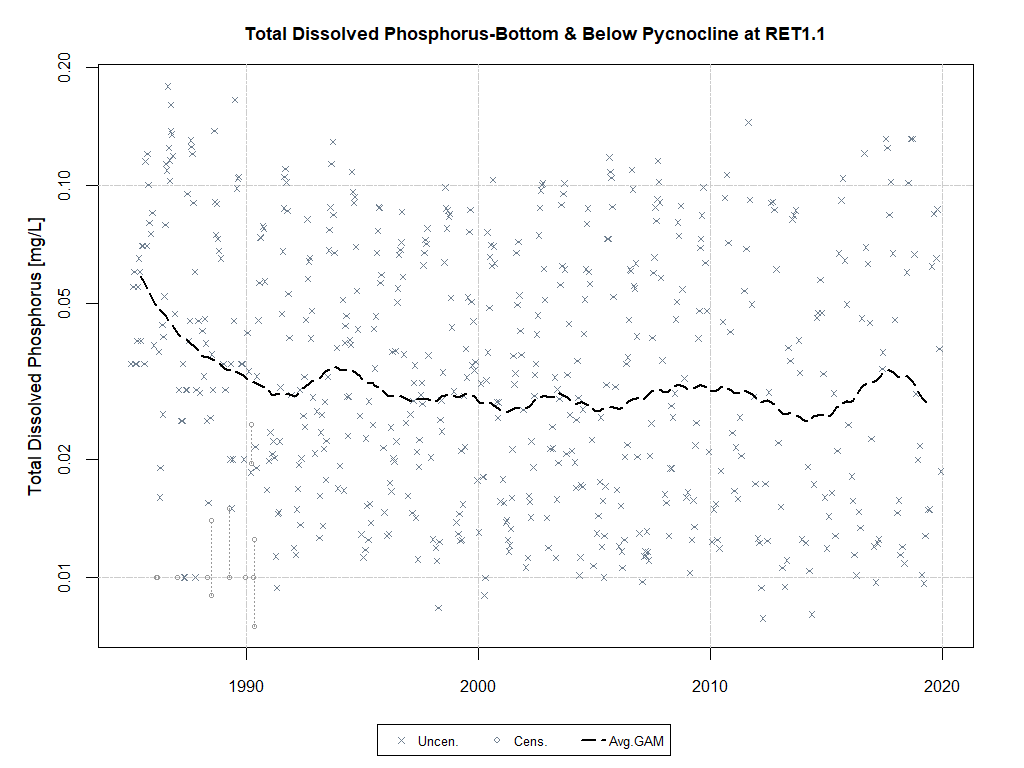 Total Dissolved Phosphorus-Bottom & Below Pycnocline at RET1.1
Total Dissolved Phosphorus [mg/L]
0.20
0.10
0.05
0.02
0.01
1990 2000 2010 2020
Uncen. Cens. Avg.GAM